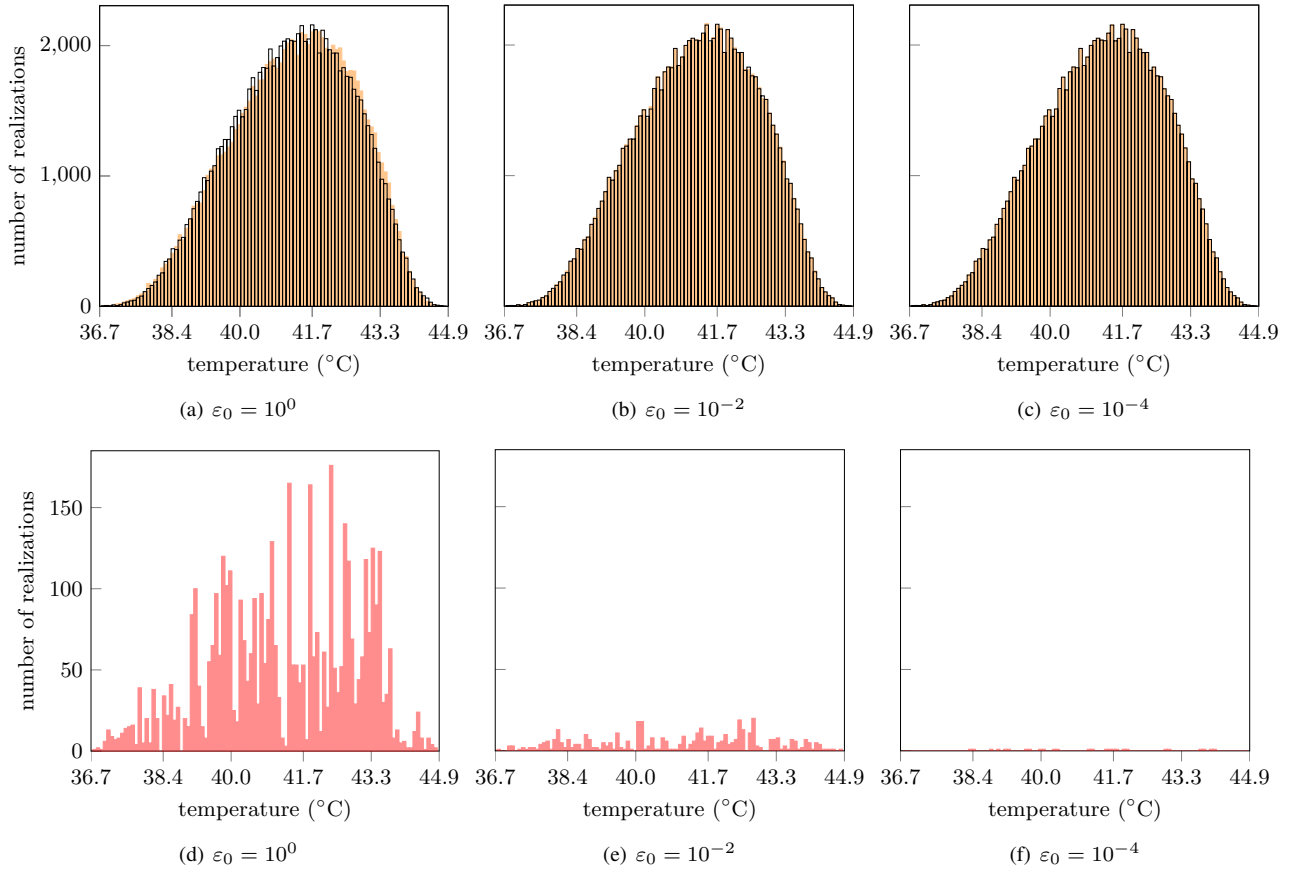 2,000
1,000
0
number of realizations
36.7 38.4 40.0 41.7 43.3 44.9
temperature (°C)
(a) ε₀ = 10⁰
36.7 38.4 40.0 41.7 43.3 44.9
temperature (°C)
(b) ε₀ = 10⁻²
36.7 38.4 40.0 41.7 43.3 44.9
temperature (°C)
(c) ε₀ = 10⁻⁴
150
100
50
0
number of realizations
36.7 38.4 40.0 41.7 43.3 44.9
temperature (°C)
(d) ε₀ = 10⁰
36.7 38.4 40.0 41.7 43.3 44.9
temperature (°C)
(e) ε₀ = 10⁻²
36.7 38.4 40.0 41.7 43.3 44.9
temperature (°C)
(f) ε₀ = 10⁻⁴